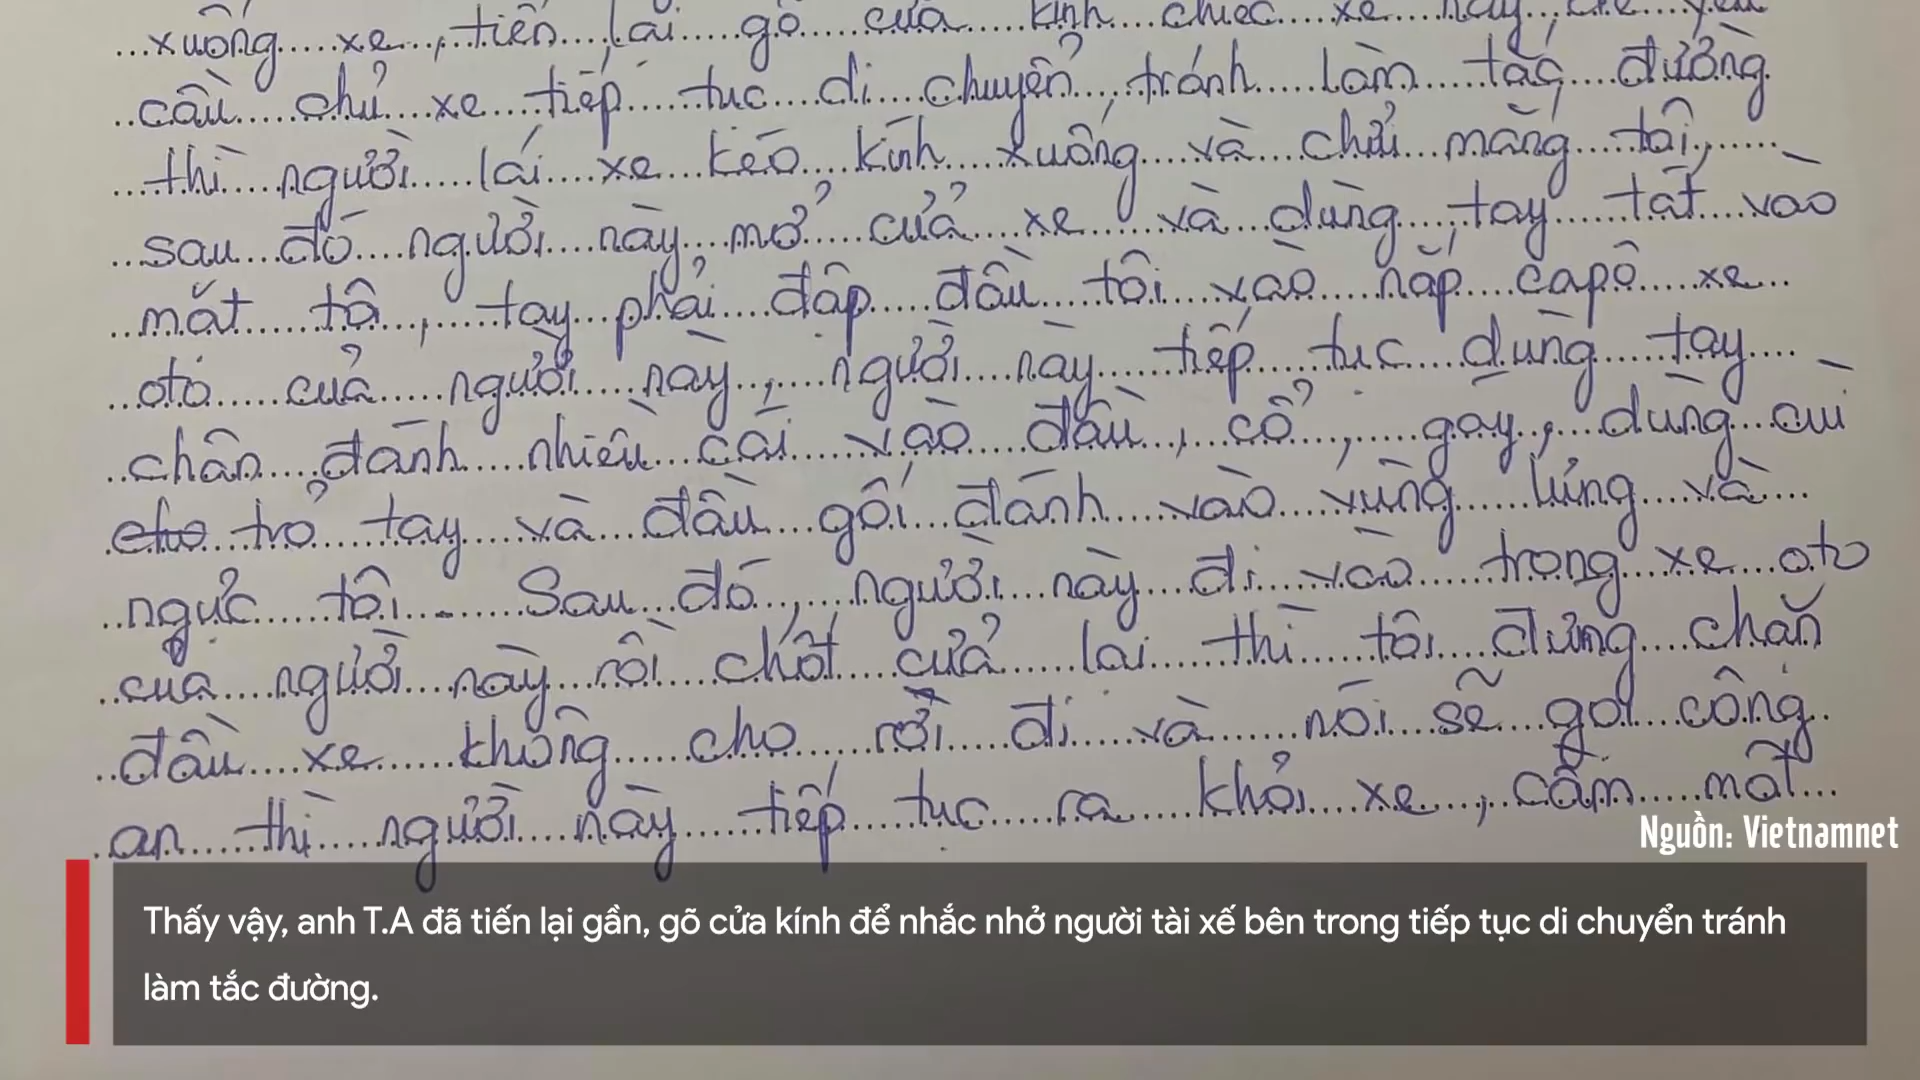 xuống xe, tiến lại gõ cửa kính chiếc xe này, để yêu
cầu chủ xe tiếp tục di chuyển, tránh làm tắc đường
thì người lái xe kéo kính xuống và chửi mắng tôi,
sau đó người này mở cửa xe và dùng tay tát vào
mắt tôi, tay phải đập đầu tôi vào nắp capô xe
oto của người này, người này tiếp tục dùng tay
chân đánh nhiều cái vào đầu, cổ, gáy, dùng cùi
trỏ tay và đầu gối đánh vào vùng lưng và
ngực tôi. Sau đó, người này đi vào trong xe oto
của người này rồi chốt cửa lại thì tôi đứng chắn
đầu xe không cho rời đi và nói sẽ gọi công
an thì người này tiếp tục ra khỏi xe, cầm một
Nguồn: Vietnamnet
Thấy vậy, anh T.A đã tiến lại gần, gõ cửa kính để nhắc nhở người tài xế bên trong tiếp tục di chuyển tránh
làm tắc đường.